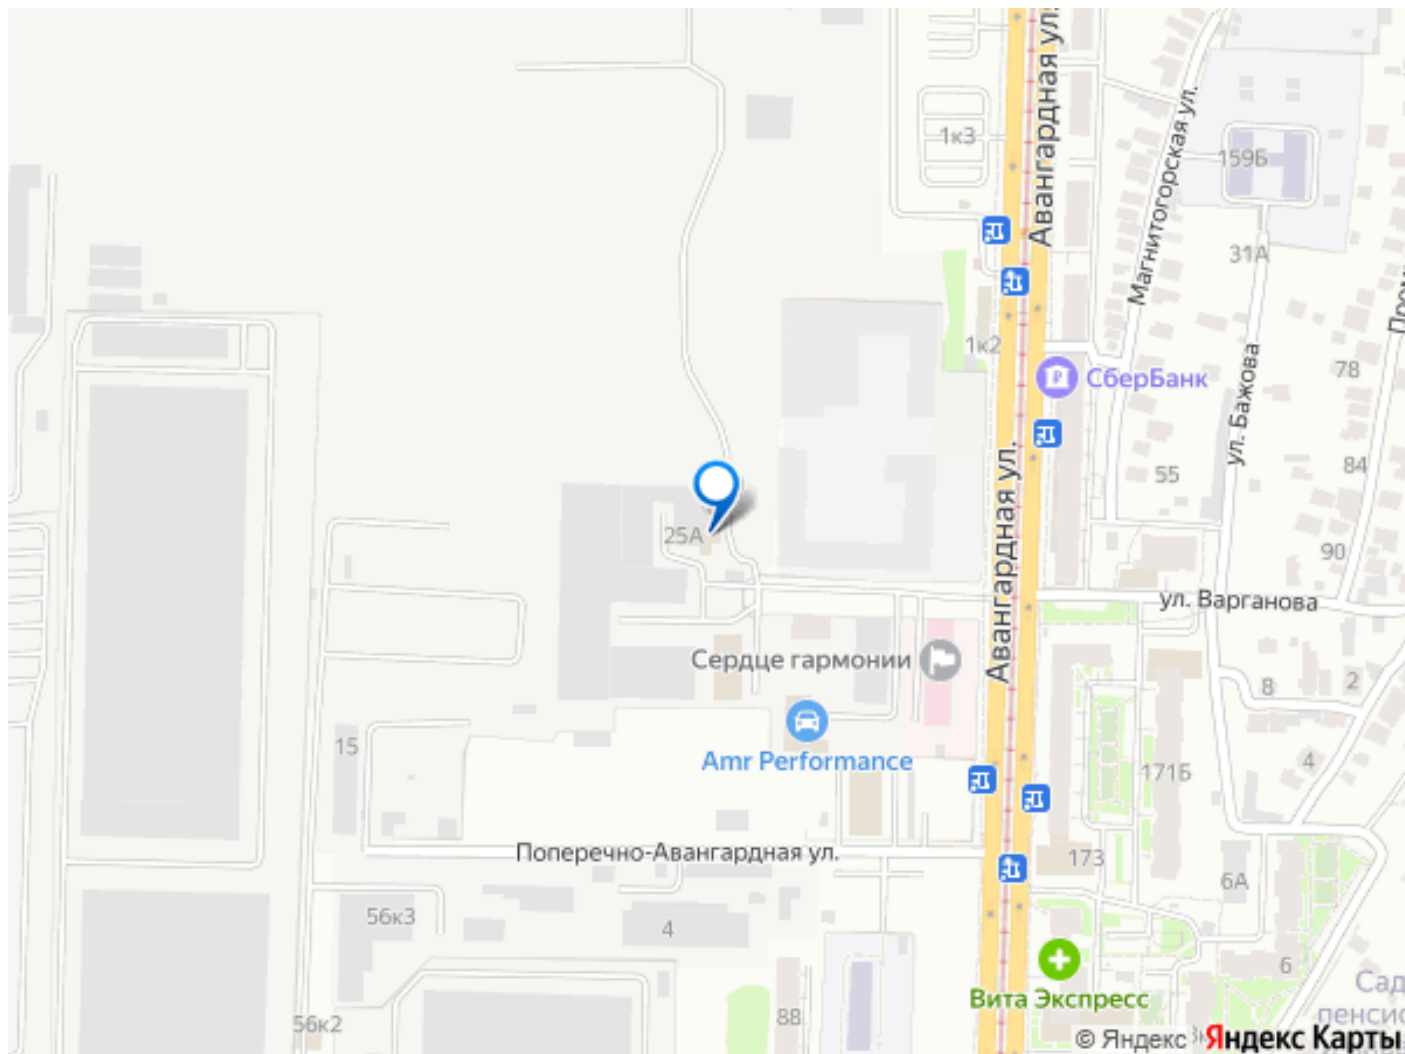 Авангардная ул.
Магнитогорская ул.
1к3
159Б
31А
1к2
СберБанк
78
ул. Бажова
84
55
Авангардная ул.
25А
90
ул. Варганова
Сердце гармонии
8
2
15
Amr Performance
4
171Б
Поперечно-Авангардная ул.
173
6А
56к3
4
6
Вита Экспресс
88
56к2
© Яндекс
Яндекс Карты